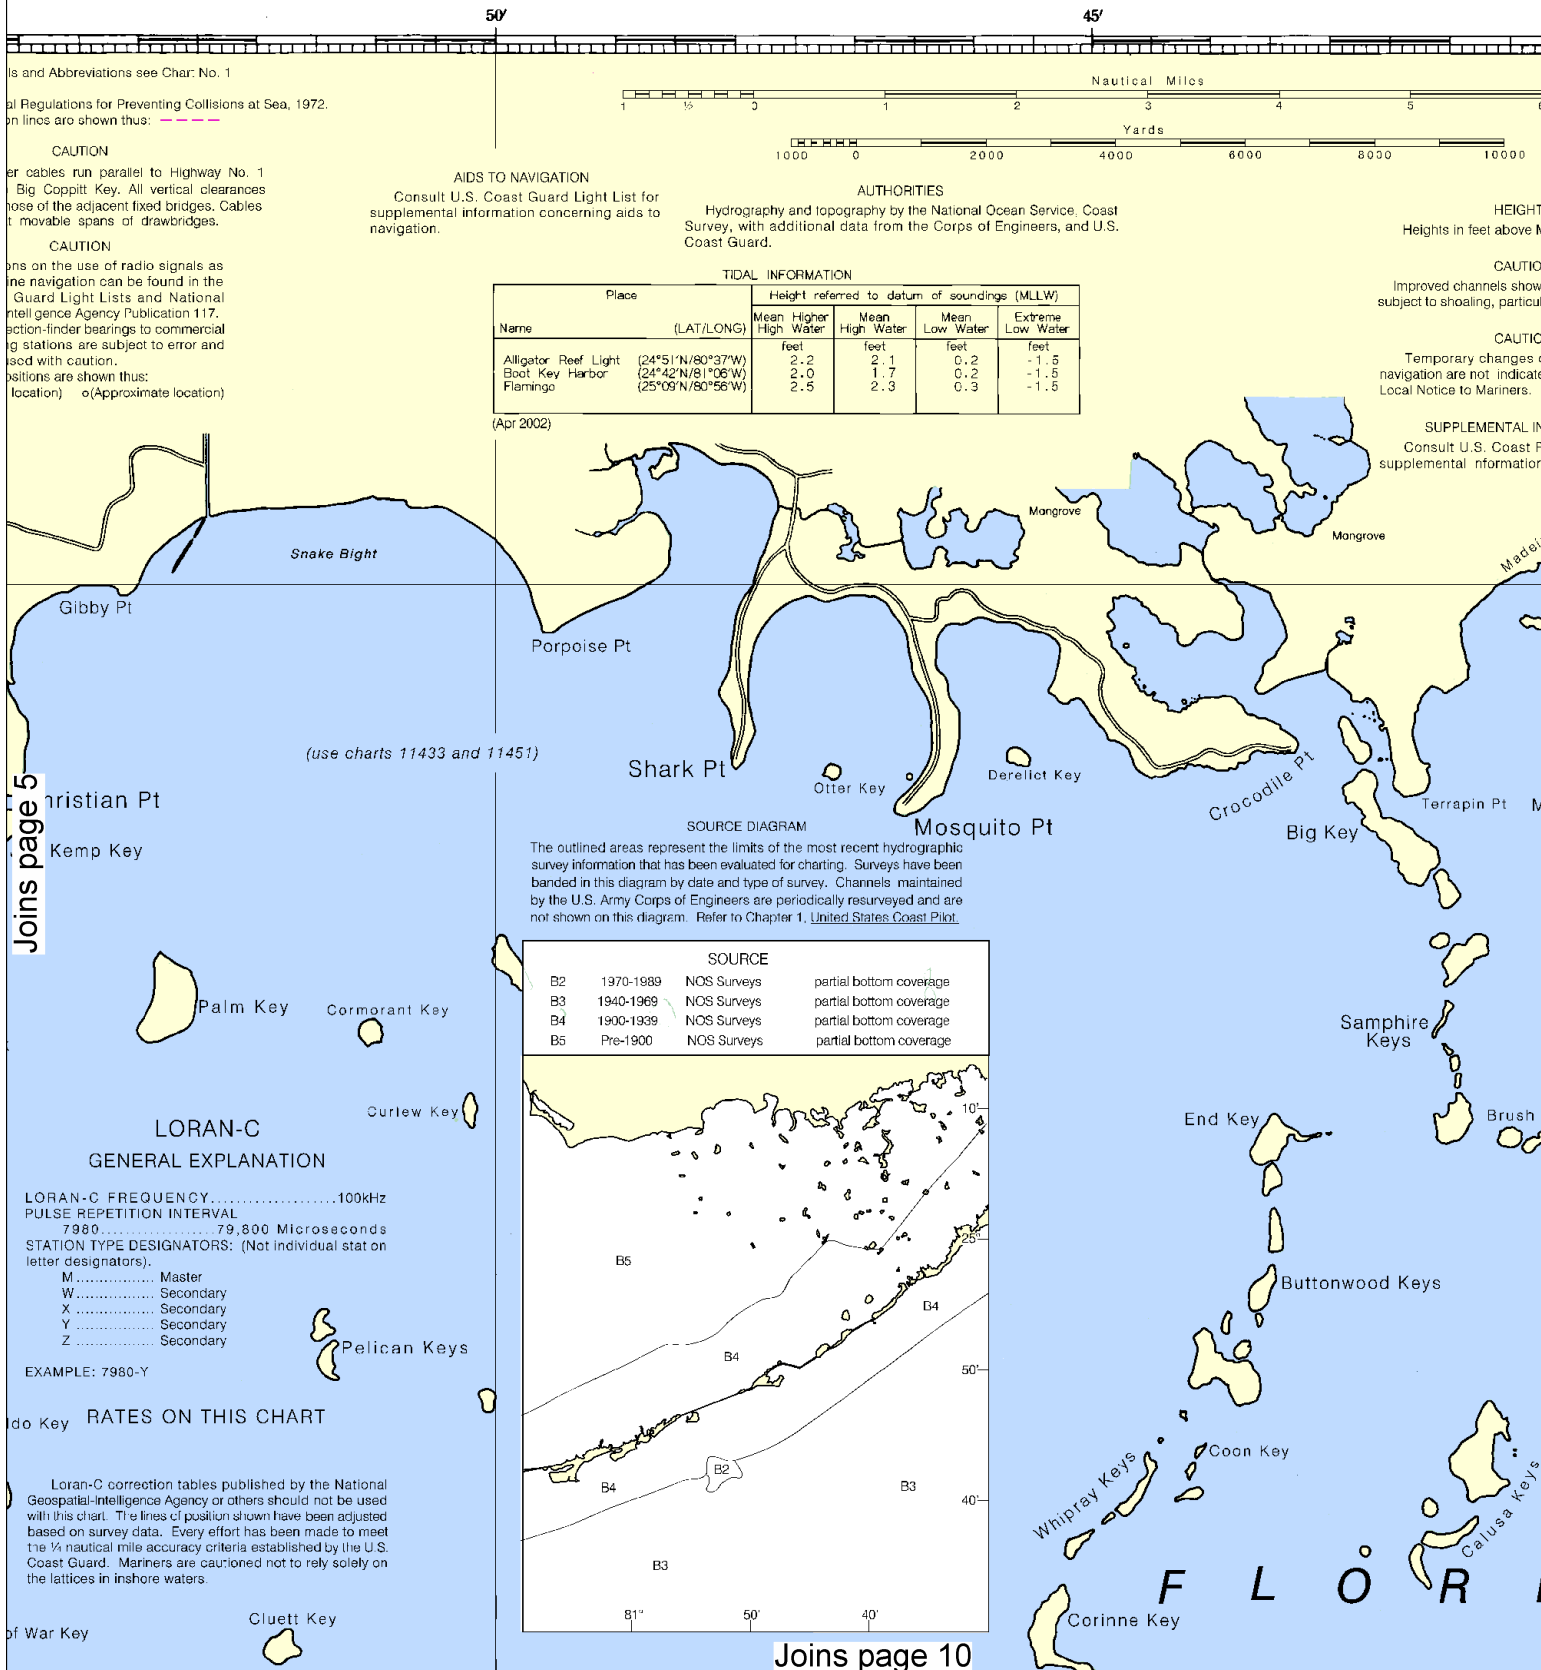 50′
45′
ls and Abbreviations see Chart No. 1
al Regulations for Preventing Collisions at Sea, 1972.
on lines are shown thus:
CAUTION
er cables run parallel to Highway No. 1
Big Coppitt Key. All vertical clearances
hose of the adjacent fixed bridges. Cables
t movable spans of drawbridges.
CAUTION
ons on the use of radio signals as
ine navigation can be found in the
Guard Light Lists and National
ntelligence Agency Publication 117.
ection-finder bearings to commercial
g stations are subject to error and
used with caution.
ositions are shown thus:
location) o(Approximate location)
Nautical Miles
1 ½ 0 1 2 3 4 5 6
Yards
1000 0 2000 4000 6000 8000 10000
AIDS TO NAVIGATION
Consult U.S. Coast Guard Light List for
supplemental information concerning aids to
navigation.
AUTHORITIES
Hydrography and topography by the National Ocean Service, Coast
Survey, with additional data from the Corps of Engineers, and U.S.
Coast Guard.
HEIGHT
Heights in feet above M
CAUTIO
Improved channels show
subject to shoaling, particul
CAUTIO
Temporary changes o
navigation are not indicate
Local Notice to Mariners.
SUPPLEMENTAL IN
Consult U.S. Coast P
supplemental information
TIDAL INFORMATION
Place Height referred to datum of soundings (MLLW)
Name (LAT/LONG) Mean Higher High Water Mean High Water Mean Low Water Extreme Low Water
feet feet feet feet
Alligator Reef Light (24°51′N/80°37′W) 2.2 2.1 0.2 -1.5
Boot Key Harbor (24°42′N/81°06′W) 2.0 1.7 0.2 -1.5
Flamingo (25°09′N/80°56′W) 2.5 2.3 0.3 -1.5
(Apr 2002)
Mangrove
Mangrove
Snake Bight
Madei
Gibby Pt
Porpoise Pt
(use charts 11433 and 11451)
Shark Pt
Otter Key
Derelict Key
Crocodile Pt
Terrapin Pt
M
Joins page 5
hristian Pt
Kemp Key
Mosquito Pt
Big Key
SOURCE DIAGRAM
The outlined areas represent the limits of the most recent hydrographic
survey information that has been evaluated for charting. Surveys have been
banded in this diagram by date and type of survey. Channels maintained
by the U.S. Army Corps of Engineers are periodically resurveyed and are
not shown on this diagram. Refer to Chapter 1, United States Coast Pilot.
SOURCE
B2 1970-1989 NOS Surveys partial bottom coverage
B3 1940-1969 NOS Surveys partial bottom coverage
B4 1900-1939 NOS Surveys partial bottom coverage
B5 Pre-1900 NOS Surveys partial bottom coverage
Palm Key
Cormorant Key
Samphire
Keys
Curlew Key
End Key
Brush
10′
25°
B5
B4
B4
50′
B2
B4
B3
40′
B3
81° 50′ 40′
LORAN-C
GENERAL EXPLANATION
LORAN-C FREQUENCY....................100kHz
PULSE REPETITION INTERVAL
7980..................79,800 Microseconds
STATION TYPE DESIGNATORS: (Not individual station
letter designators).
M ................ Master
W ................ Secondary
X ................ Secondary
Y ................ Secondary
Z ................ Secondary
EXAMPLE: 7980-Y
Pelican Keys
Buttonwood Keys
ldo Key
RATES ON THIS CHART
Loran-C correction tables published by the National
Geospatial-Intelligence Agency or others should not be used
with this chart. The lines of position shown have been adjusted
based on survey data. Every effort has been made to meet
the ¼ nautical mile accuracy criteria established by the U.S.
Coast Guard. Mariners are cautioned not to rely solely on
the lattices in inshore waters.
Coon Key
Whipray Keys
Calusa Keys
F L O R I
Cluett Key
of War Key
Corinne Key
Joins page 10